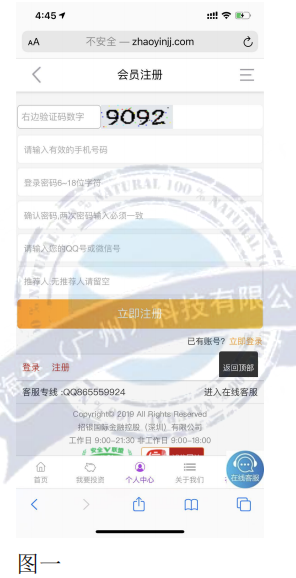 4:45
AA 不安全 — zhaoyinjj.com
会员注册
右边验证码数字 9092
请输入有效的手机号码
登录密码6-18位字符
确认密码,两次密码输入必须一致
请输入您的QQ号或微信号
推荐人:无推荐人请留空
立即注册
已有账号? 立即登录
登录 注册 返回顶部
客服专线 :QQ865559924 进入在线客服
Copyright© 2019 All Rights Reserved
招银国际金融控股（深圳）有限公司
工作日 9:00-21:30 非工作日 9:00-18:00
首页 我要投资 个人中心 关于我们 在线客服
NATURAL 100
(广州) 科技有限公
图一